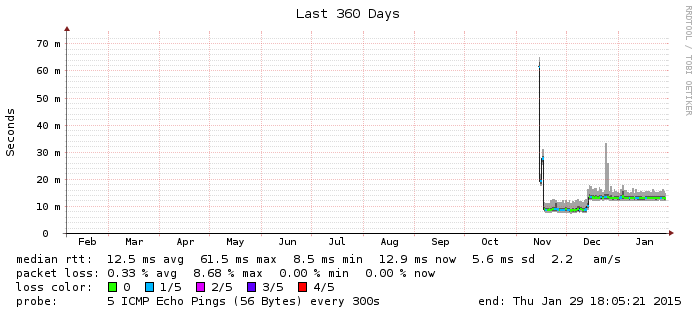 Last 360 Days
RRDTOOL / TOBI OETIKER
Seconds
70 m
60 m
50 m
40 m
30 m
20 m
10 m
0
Feb Mar Apr May Jun Jul Aug Sep Oct Nov Dec Jan
median rtt: 12.5 ms avg 61.5 ms max 8.5 ms min 12.9 ms now 5.6 ms sd 2.2 am/s
packet loss: 0.33 % avg 8.68 % max 0.00 % min 0.00 % now
loss color: 0 1/5 2/5 3/5 4/5
probe: 5 ICMP Echo Pings (56 Bytes) every 300s end: Thu Jan 29 18:05:21 2015